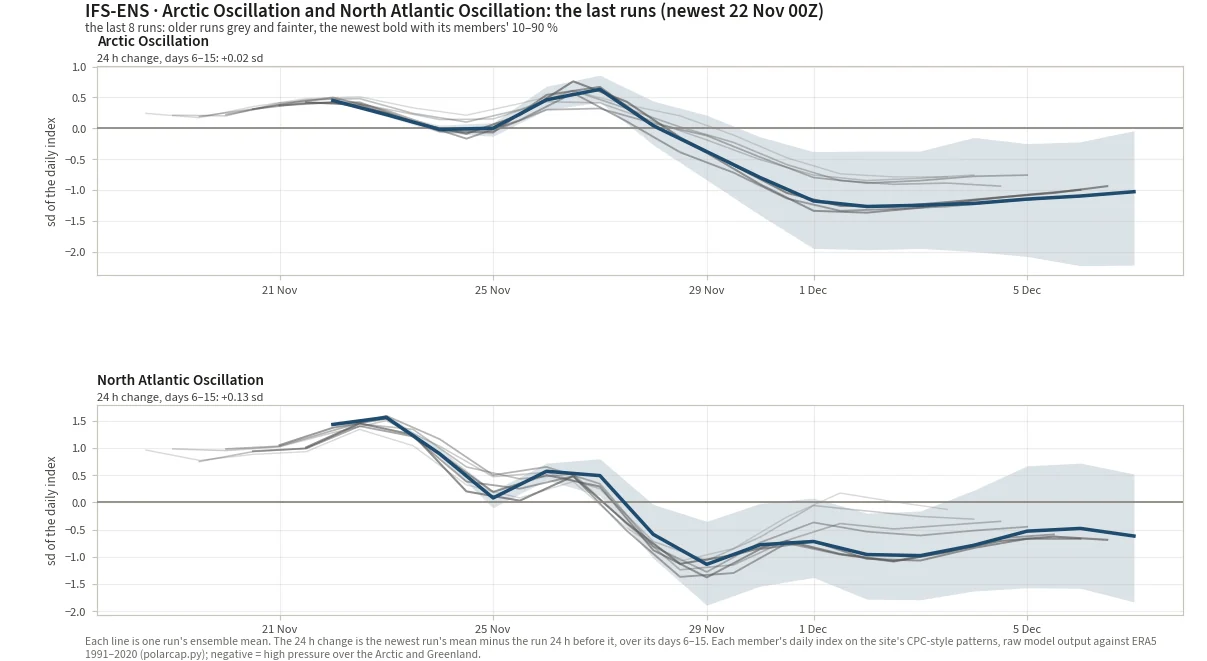 IFS-ENS · Arctic Oscillation and North Atlantic Oscillation: the last runs (newest 22 Nov 00Z)
the last 8 runs: older runs grey and fainter, the newest bold with its members' 10–90 %
Arctic Oscillation
24 h change, days 6–15: +0.02 sd
1.0
0.5
0.0
−0.5
−1.0
−1.5
−2.0
sd of the daily index
21 Nov
25 Nov
29 Nov
1 Dec
5 Dec
North Atlantic Oscillation
24 h change, days 6–15: +0.13 sd
1.5
1.0
0.5
0.0
−0.5
−1.0
−1.5
−2.0
sd of the daily index
21 Nov
25 Nov
29 Nov
1 Dec
5 Dec
Each line is one run's ensemble mean. The 24 h change is the newest run's mean minus the run 24 h before it, over its days 6–15. Each member's daily index on the site's CPC-style patterns, raw model output against ERA5
1991–2020 (polarcap.py); negative = high pressure over the Arctic and Greenland.